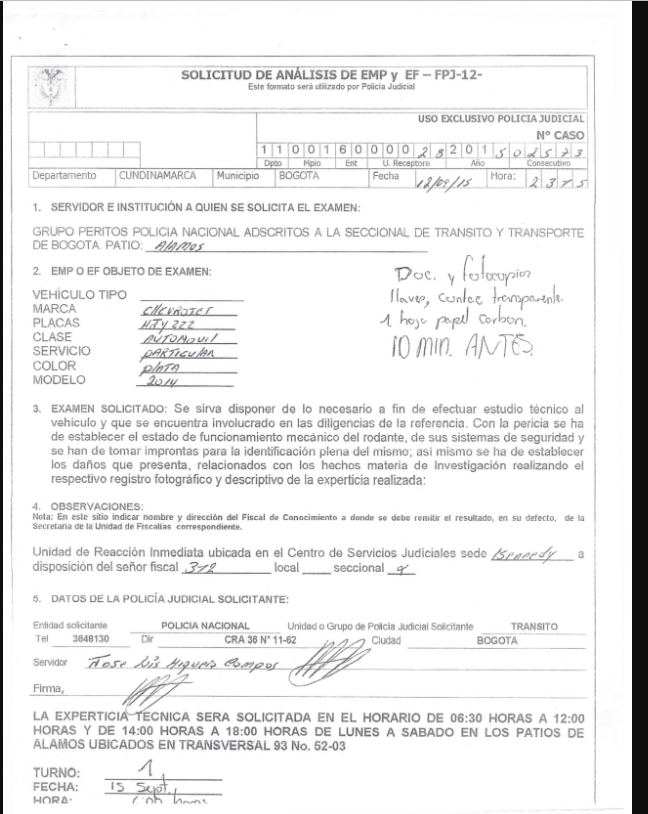 SOLICITUD DE ANÁLISIS DE EMP y EF – FPJ-12-
Este formato será utilizado por Policía Judicial
USO EXCLUSIVO POLICIA JUDICIAL
Nº CASO
1 1 0 0 1 6 0 0 0 0 2 8 2 0 1 5 0 2 5 7 3
Dpto Mpio Ent U. Receptora Año Consecutivo
Departamento CUNDINAMARCA Municipio BOGOTA Fecha 12/09/15 Hora: 2 3 1 5
1. SERVIDOR E INSTITUCIÓN A QUIEN SE SOLICITA EL EXAMEN:
GRUPO PERITOS POLICIA NACIONAL ADSCRITOS A LA SECCIONAL DE TRANSITO Y TRANSPORTE
DE BOGOTA. PATIO: Alamos
2. EMP O EF OBJETO DE EXAMEN:
Doc. y fotocopias
llaves, contac transparente.
1 hoja papel carbon.
10 MIN. ANTES.
VEHÍCULO TIPO
MARCA CHEVROLET
PLACAS 222
CLASE AUTOMOVIL
SERVICIO PARTICULAR
COLOR plata
MODELO 2014
3. EXAMEN SOLICITADO: Se sirva disponer de lo necesario a fin de efectuar estudio técnico al
vehículo y que se encuentra involucrado en las diligencias de la referencia. Con la pericia se ha
de establecer el estado de funcionamiento mecánico del rodante, de sus sistemas de seguridad y
se han de tomar improntas para la identificación plena del mismo; asi mismo se ha de establecer
los daños que presenta, relacionados con los hechos materia de Investigación realizando el
respectivo registro fotográfico y descriptivo de la experticia realizada:
4. OBSERVACIONES:
Nota: En este sitio indicar nombre y dirección del Fiscal de Conocimiento a donde se debe remitir el resultado, en su defecto, de la
Secretaria de la Unidad de Fiscalías correspondiente.
Unidad de Reacción Inmediata ubicada en el Centro de Servicios Judiciales sede Kennedy a
disposición del señor fiscal 312 local seccional
5. DATOS DE LA POLICÍA JUDICIAL SOLICITANTE:
Entidad solicitante POLICIA NACIONAL Unidad o Grupo de Policía Judicial Solicitante TRANSITO
Tel 3648130 Dir CRA 36 Nº 11-62 Ciudad BOGOTA
Servidor Jose Luis Higuera Campos
Firma,
LA EXPERTICIA TECNICA SERA SOLICITADA EN EL HORARIO DE 06:30 HORAS A 12:00
HORAS Y DE 14:00 HORAS A 18:00 HORAS DE LUNES A SABADO EN LOS PATIOS DE
ALAMOS UBICADOS EN TRANSVERSAL 93 No. 52-03
TURNO: 1
FECHA: 15 Sept.
HORA: